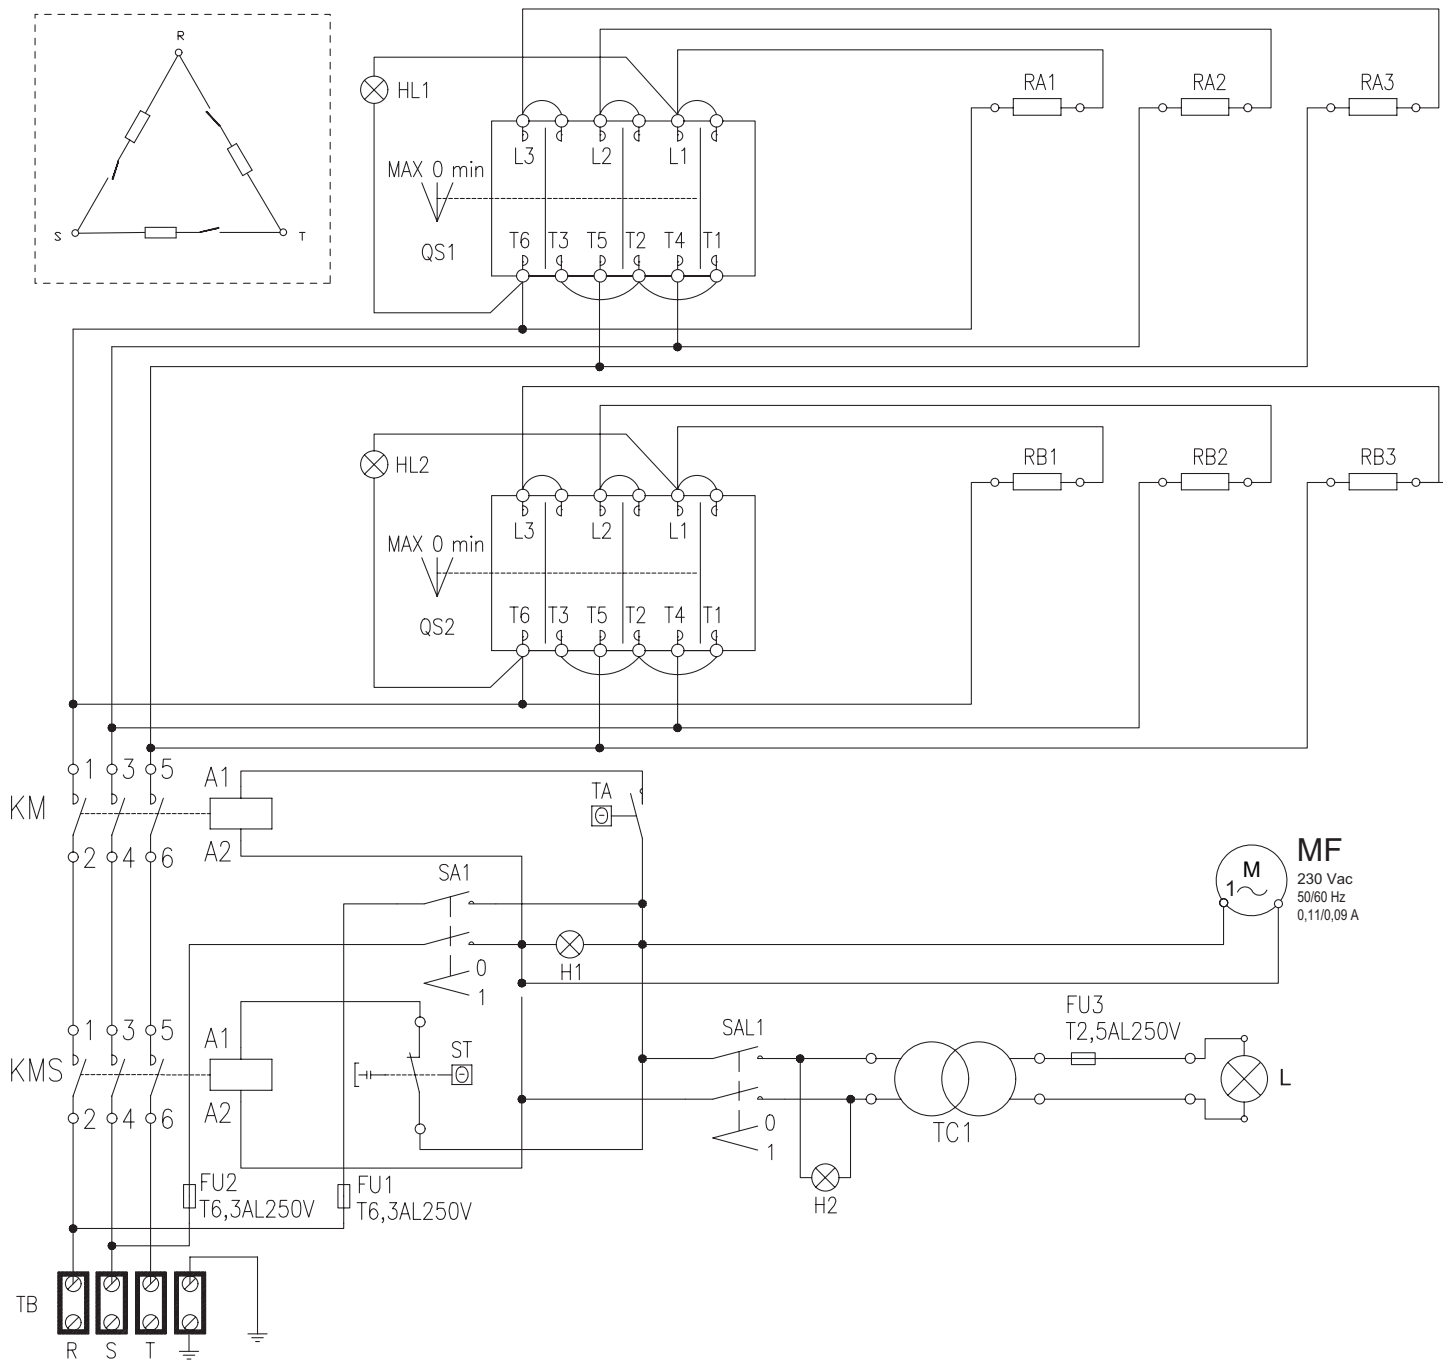 R
S
T
HL1
MAX 0 min
QS1
L3
L2
L1
T6
T3
T5
T2
T4
T1
RA1
RA2
RA3
HL2
MAX 0 min
QS2
L3
L2
L1
T6
T3
T5
T2
T4
T1
RB1
RB2
RB3
1
3
5
KM
A1
A2
2
4
6
TA
SA1
0
1
H1
M
1
MF
230 Vac
50/60 Hz
0,11/0,09 A
1
3
5
KMS
A1
A2
2
4
6
ST
SAL1
0
1
H2
TC1
FU3
T2,5AL250V
L
FU2
T6,3AL250V
FU1
T6,3AL250V
TB
R
S
T